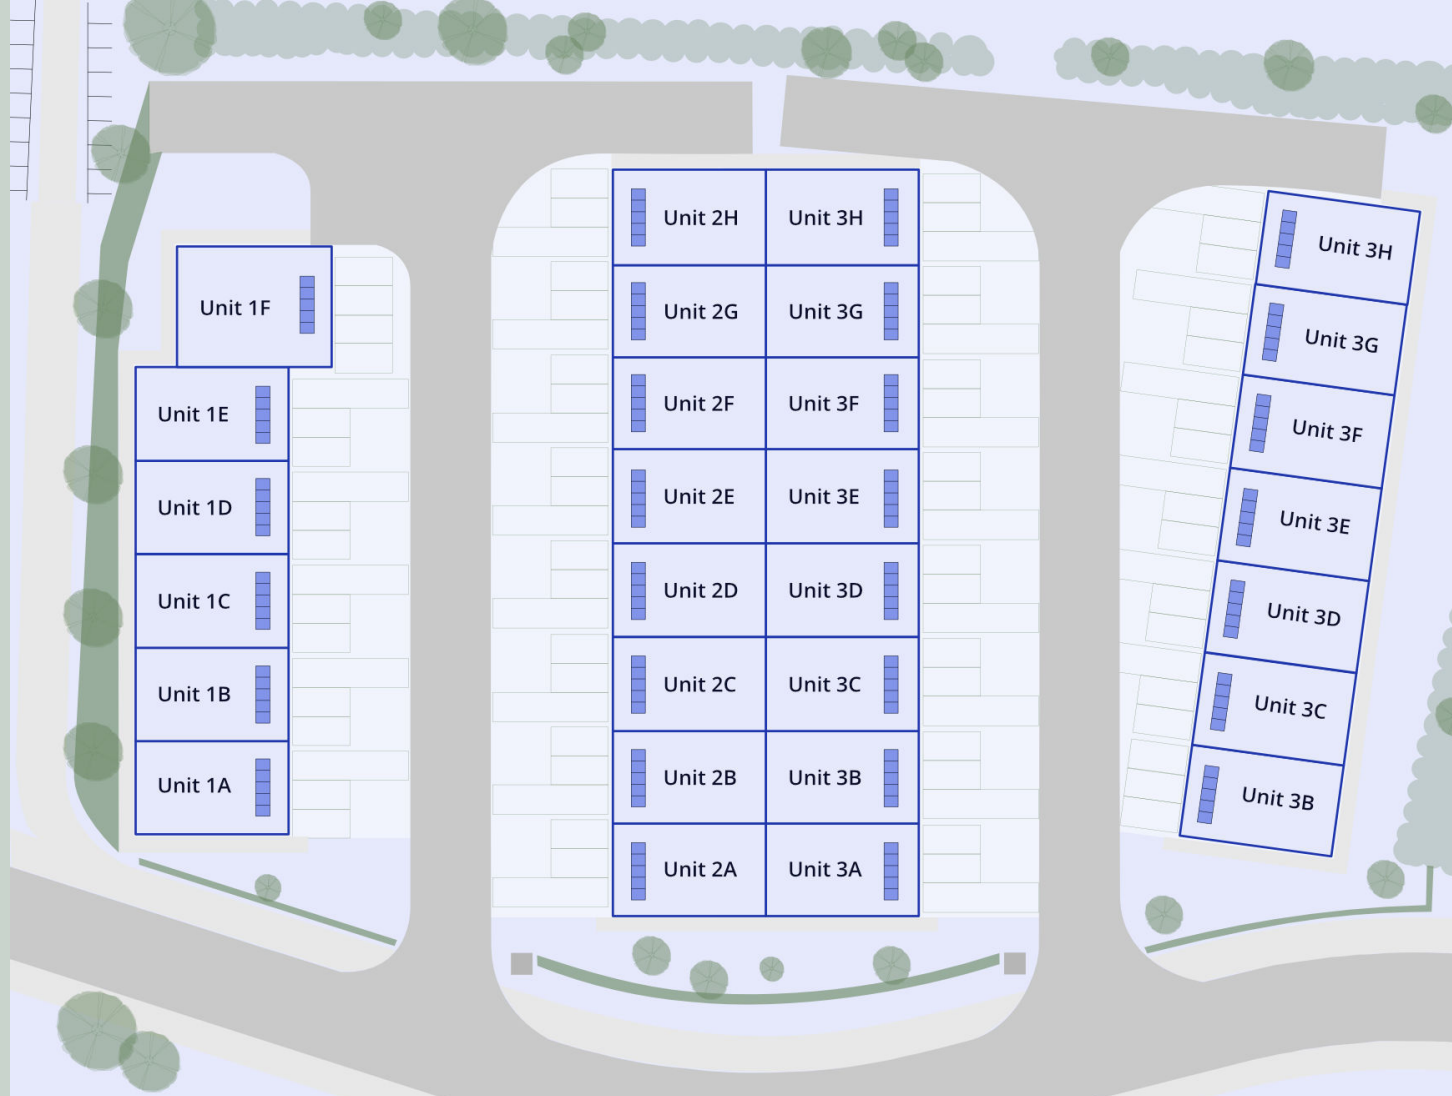 Unit 1F
Unit 1E
Unit 1D
Unit 1C
Unit 1B
Unit 1A
Unit 2H
Unit 3H
Unit 2G
Unit 3G
Unit 2F
Unit 3F
Unit 2E
Unit 3E
Unit 2D
Unit 3D
Unit 2C
Unit 3C
Unit 2B
Unit 3B
Unit 2A
Unit 3A
Unit 3H
Unit 3G
Unit 3F
Unit 3E
Unit 3D
Unit 3C
Unit 3B